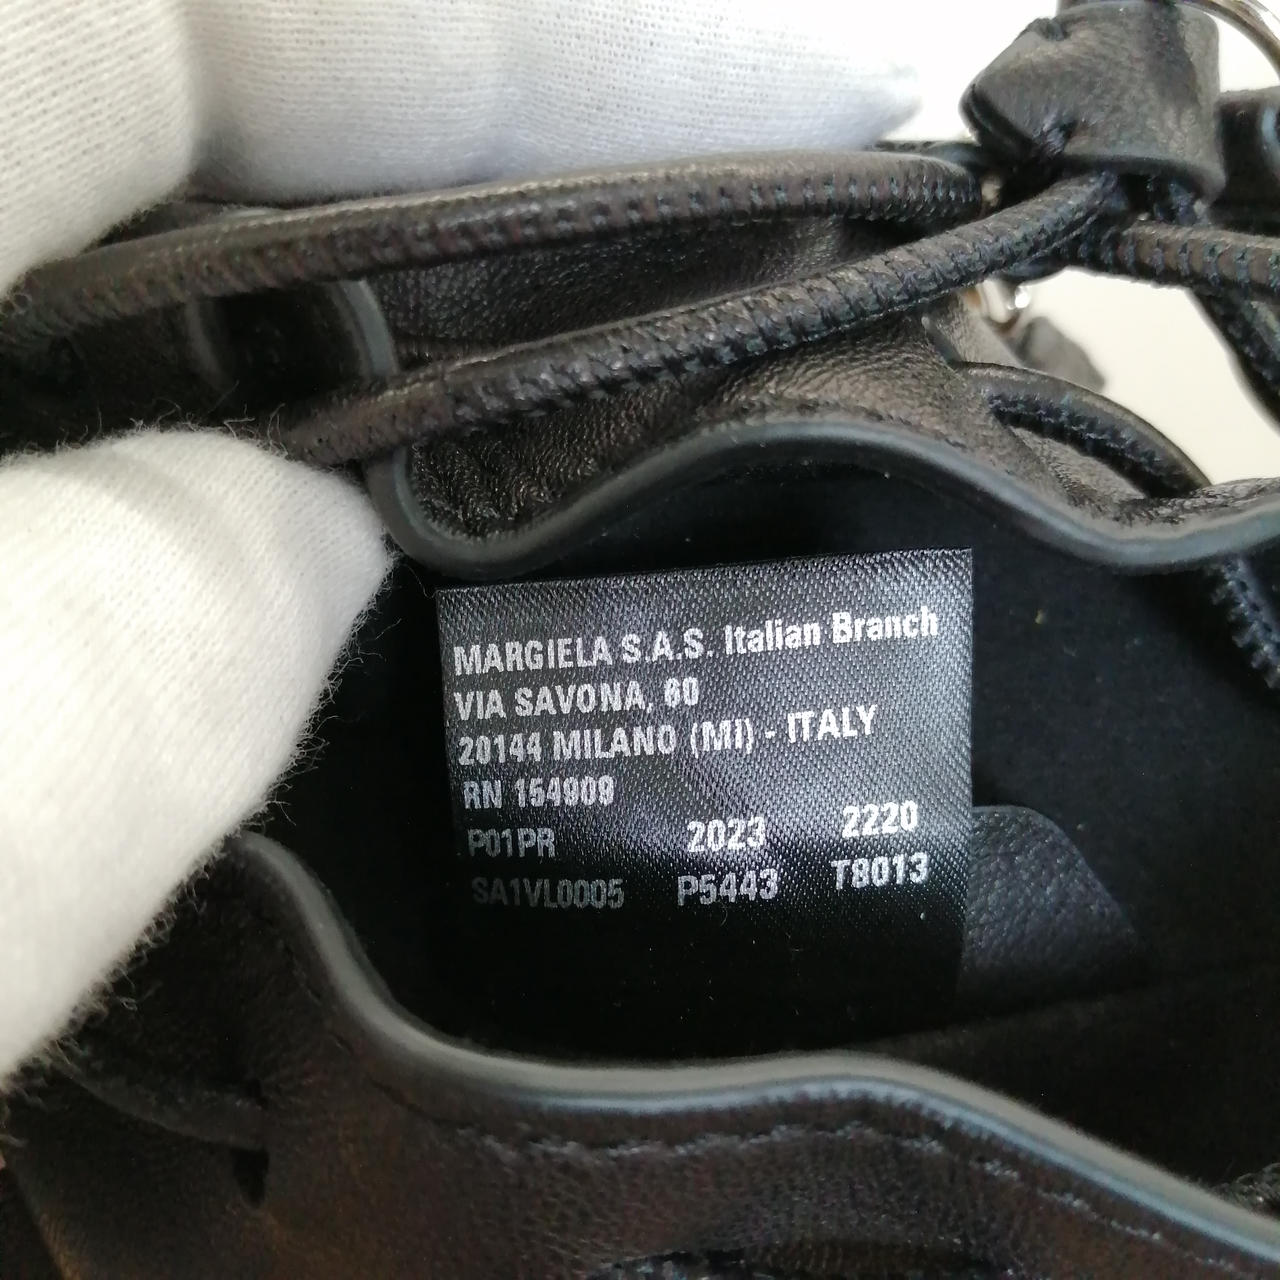 MARGIELA S.A.S. Italian Branch
VIA SAVONA, 60
20144 MILANO (MI) - ITALY
RN 154909
P01PR 2023 2220
SA1VL0005 P5443 T8013